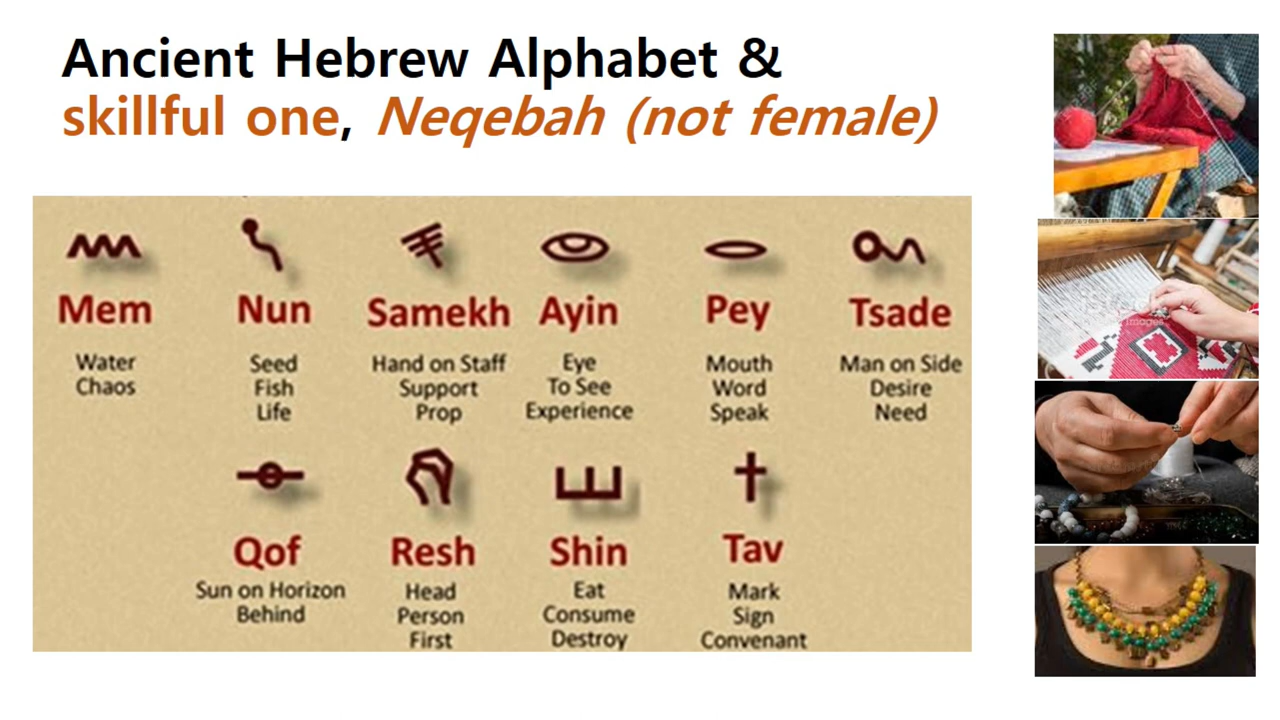 Ancient Hebrew Alphabet &
skillful one, Neqebah (not female)
Mem Nun Samekh Ayin Pey Tsade
Water Seed Hand on Staff Eye Mouth Man on Side
Chaos Fish Support To See Word Desire
Life Prop Experience Speak Need
Qof Resh Shin Tav
Sun on Horizon Head Eat Mark
Behind Person Consume Sign
First Destroy Convenant